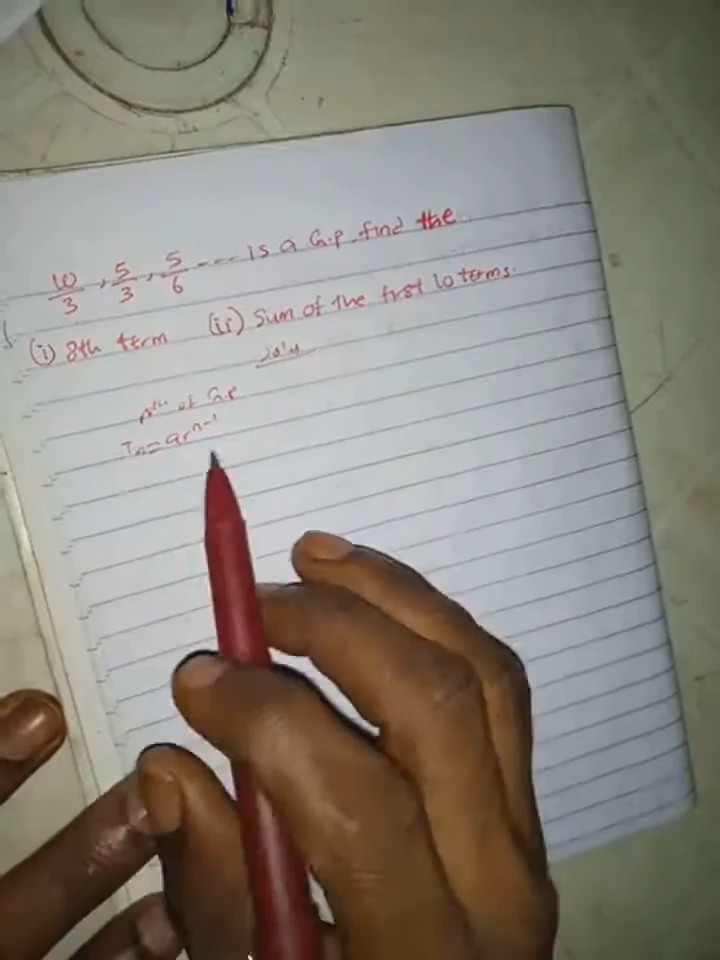 10/3, 5/3, 5/6 --- is a G.P. find the
(i) 8th term (ii) Sum of the first 10 terms.
soln
nth of G.P
Tn = ar^n-1